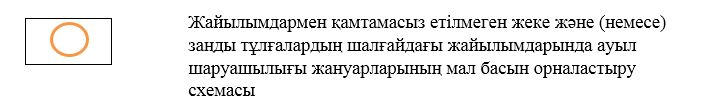 Жайылымдармен қамтамасыз етілмеген жеке және (немесе)
заңды тұлғалардың шалғайдағы жайылымдарында ауыл
шаруашылығы жануарларының мал басын орналастыру
схемасы